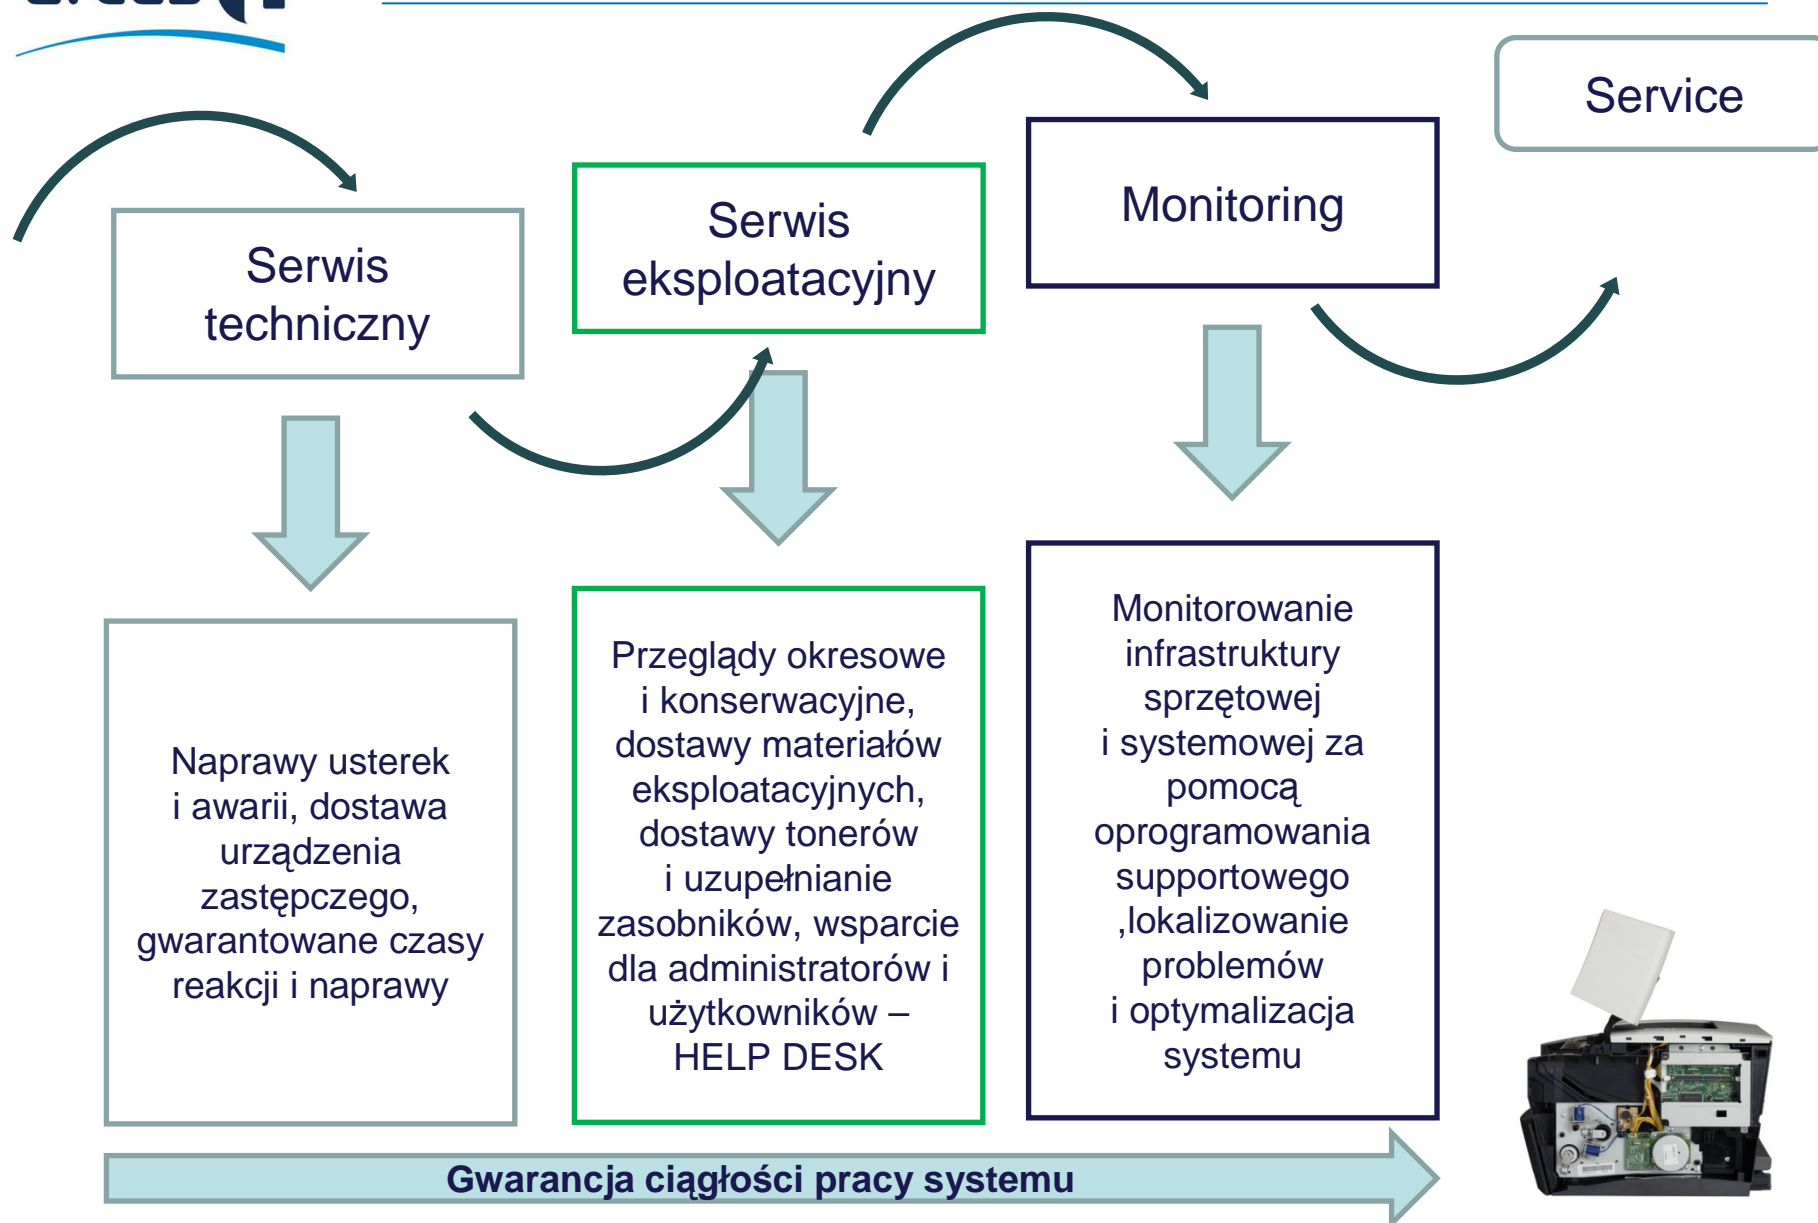 Service
Serwis
techniczny
Serwis
eksploatacyjny
Monitoring
Naprawy usterek
i awarii, dostawa
urządzenia
zastępczego,
gwarantowane czasy
reakcji i naprawy
Przeglądy okresowe
i konserwacyjne,
dostawy materiałów
eksploatacyjnych,
dostawy tonerów
i uzupełnianie
zasobników, wsparcie
dla administratorów i
użytkowników –
HELP DESK
Monitorowanie
infrastruktury
sprzętowej
i systemowej za
pomocą
oprogramowania
supportowego
,lokalizowanie
problemów
i optymalizacja
systemu
Gwarancja ciągłości pracy systemu